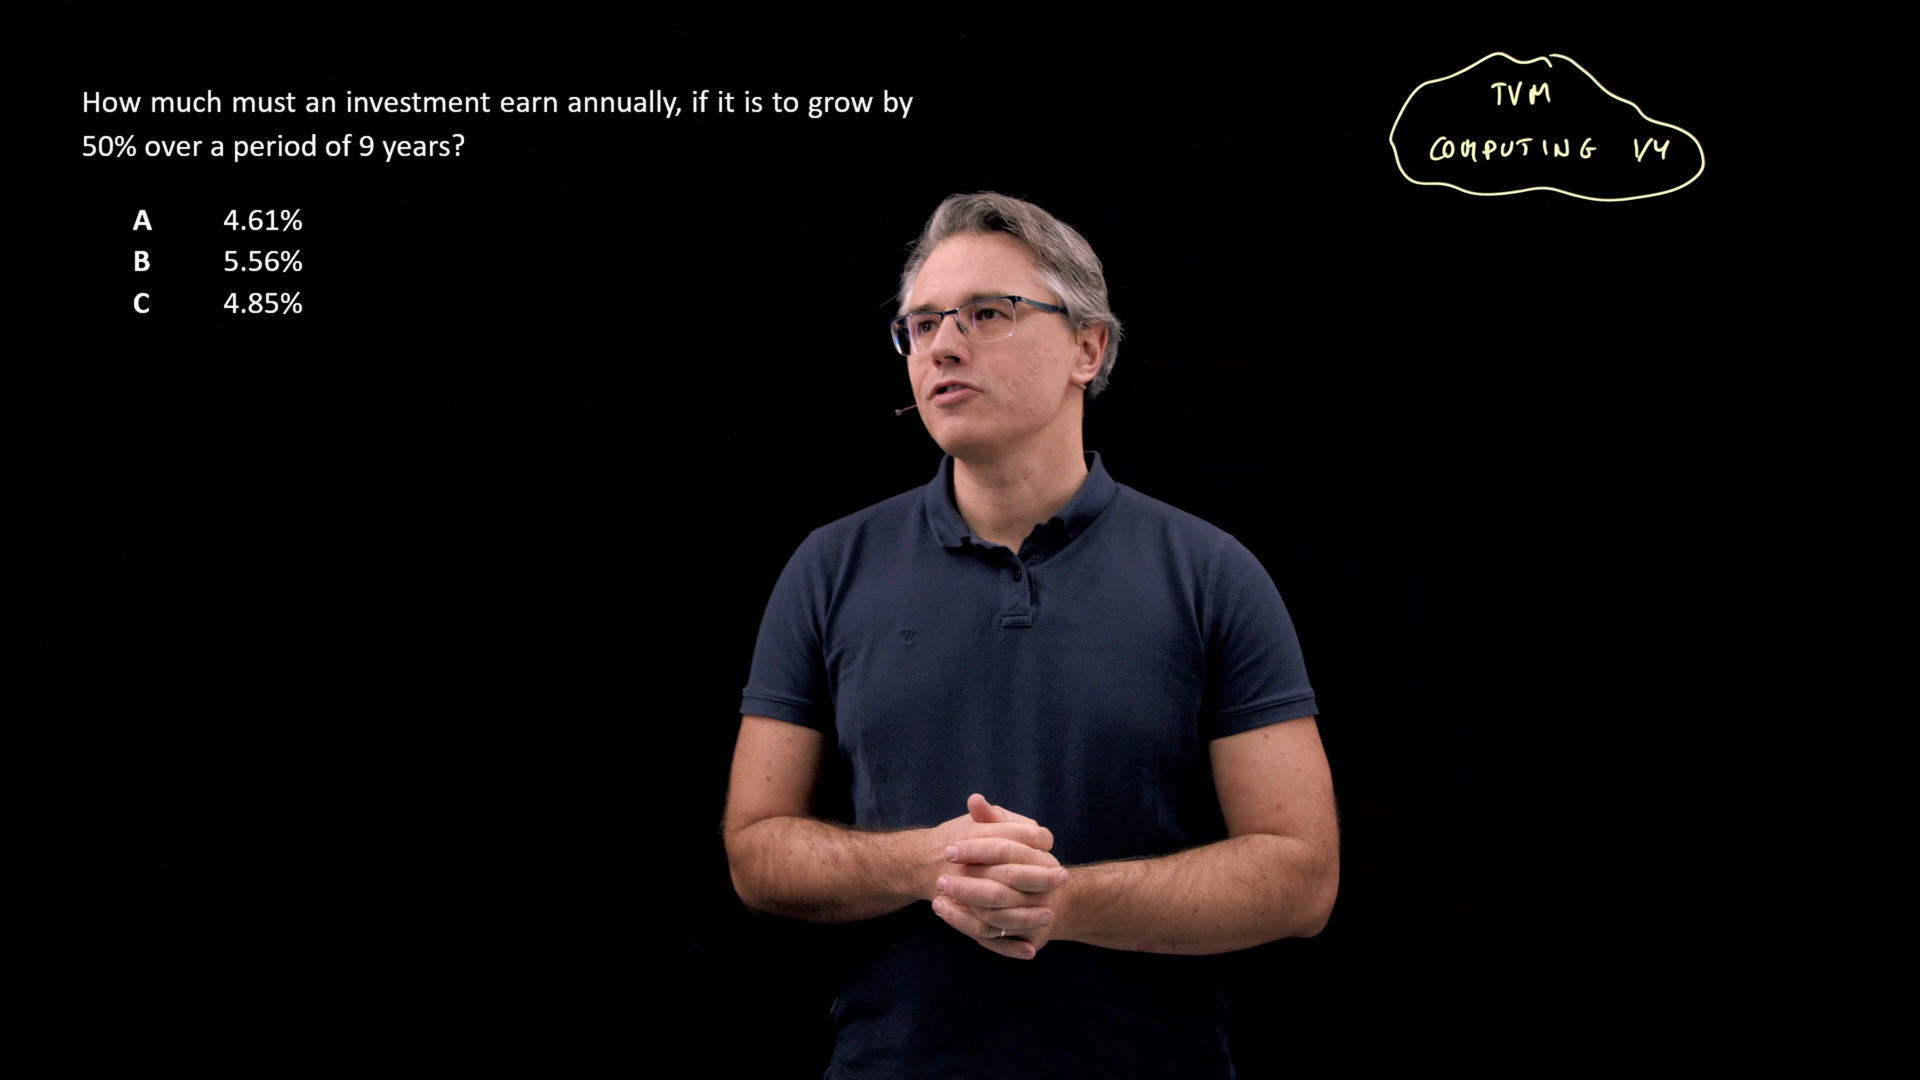 How much must an investment earn annually, if it is to grow by
50% over a period of 9 years?
A 4.61%
B 5.56%
C 4.85%
TVM
COMPUTING I/Y